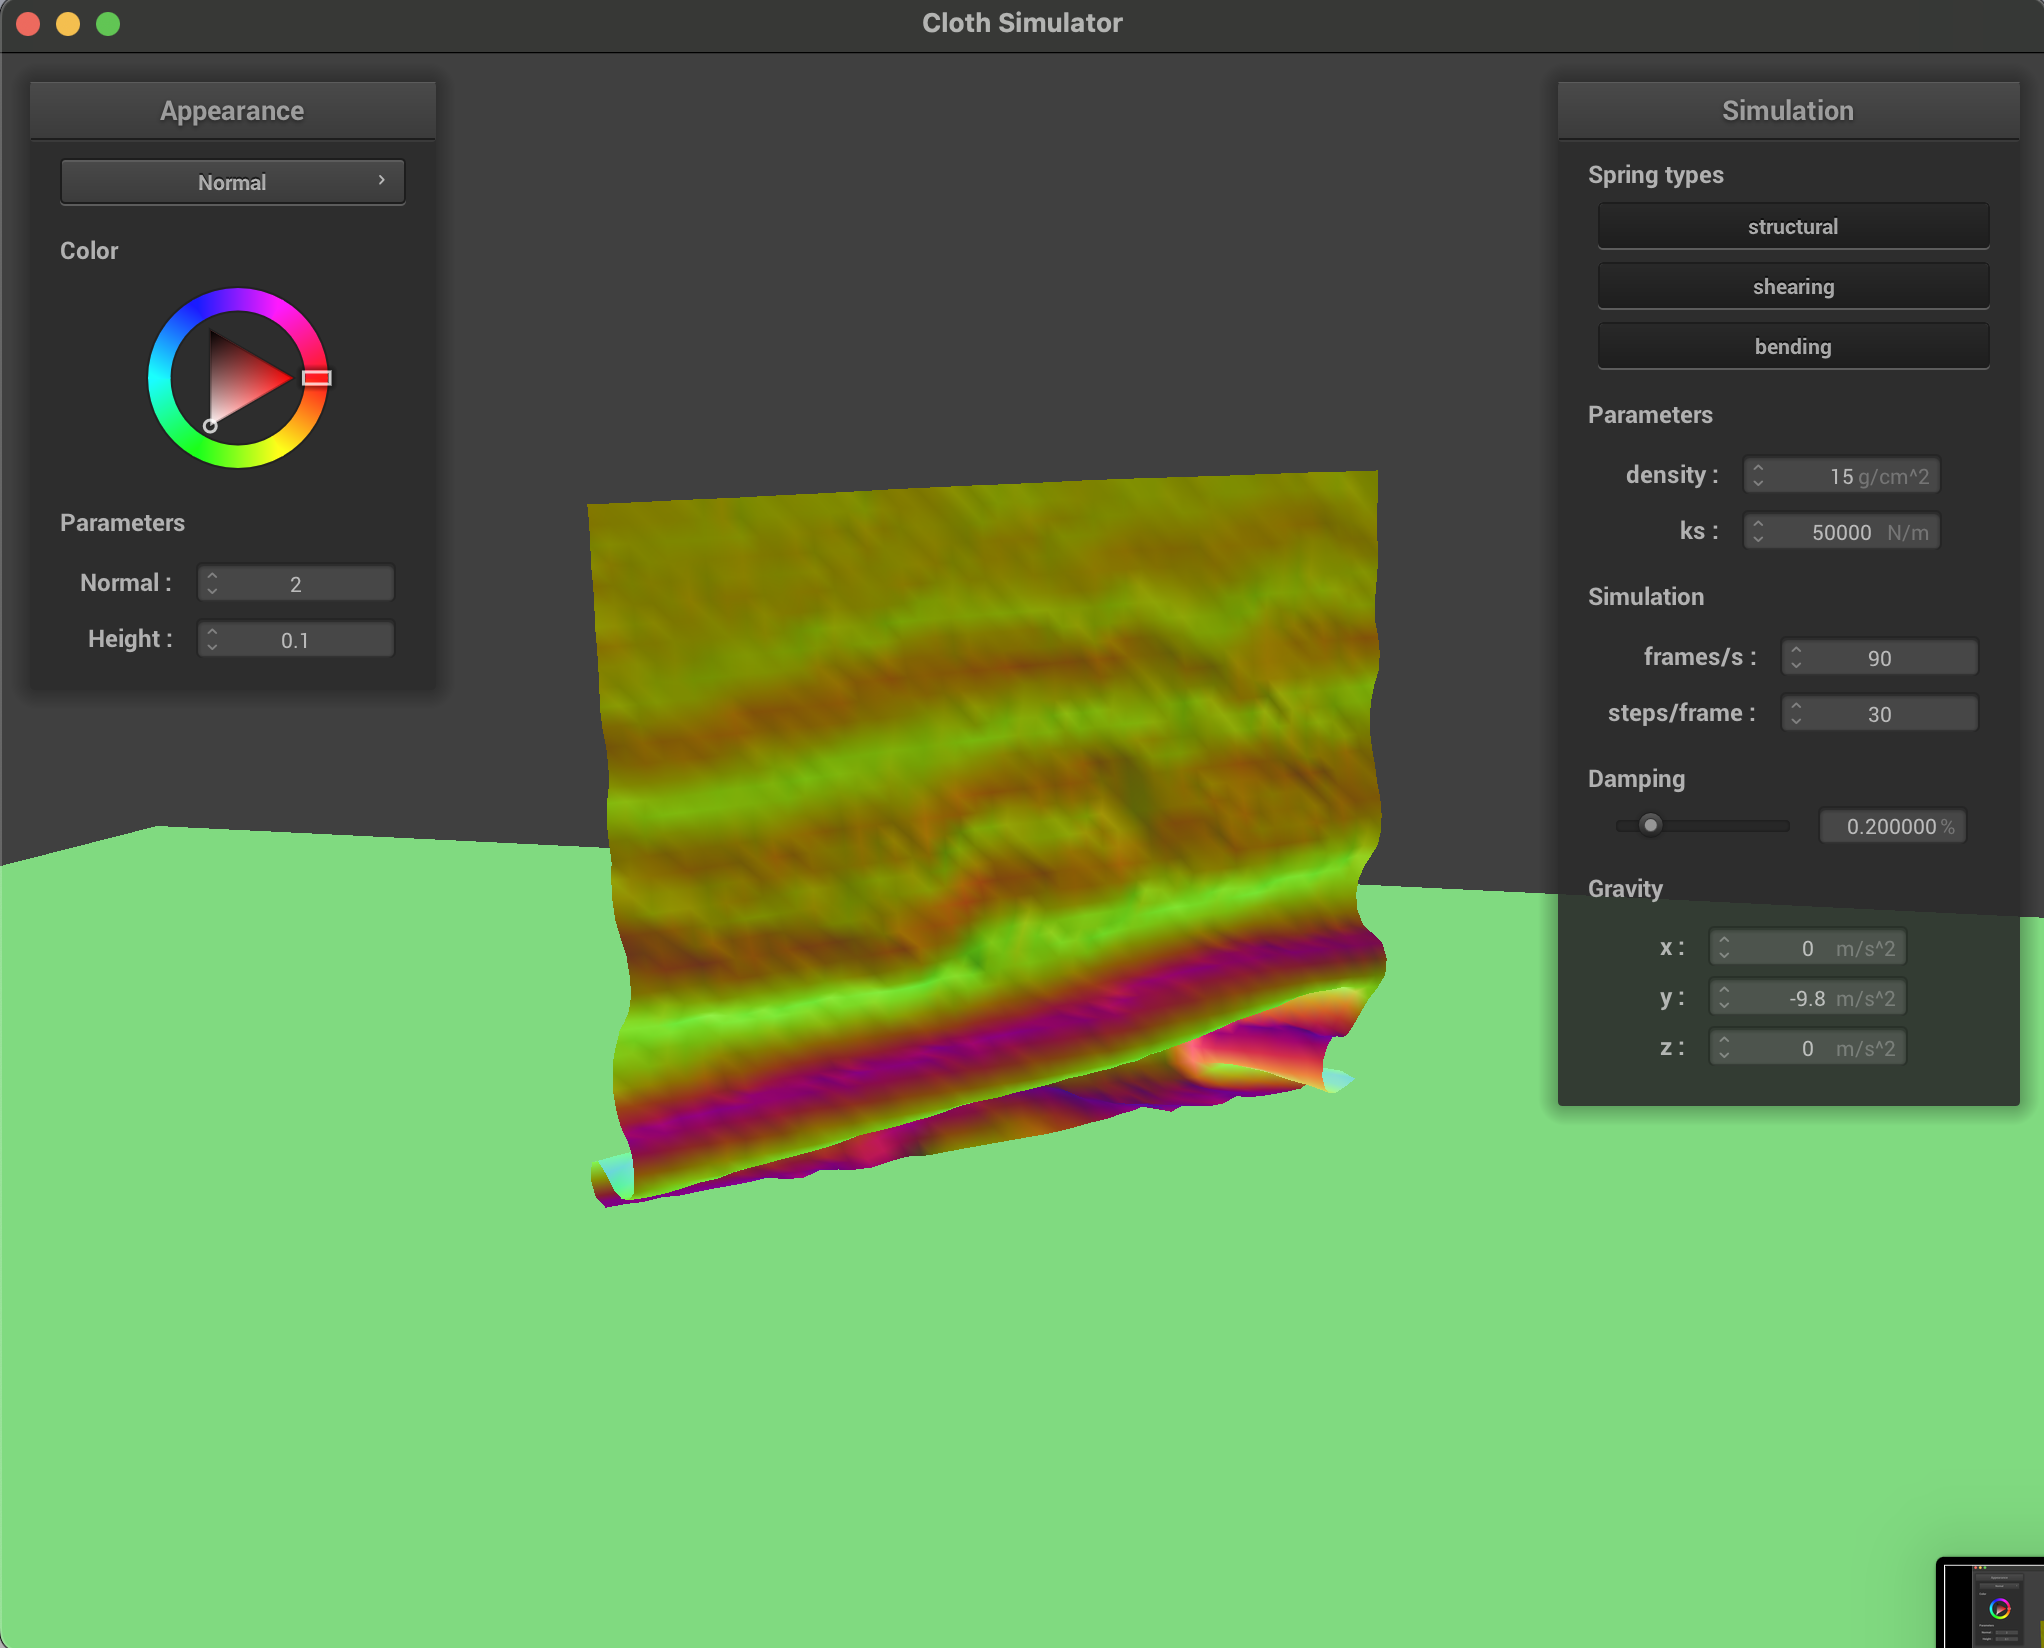 Cloth Simulator
Appearance
Normal
Color
Parameters
Normal : 2
Height : 0.1
Simulation
Spring types
structural
shearing
bending
Parameters
density : 15 g/cm^2
ks : 50000 N/m
Simulation
frames/s : 90
steps/frame : 30
Damping
0.200000 %
Gravity
x : 0 m/s^2
y : -9.8 m/s^2
z : 0 m/s^2